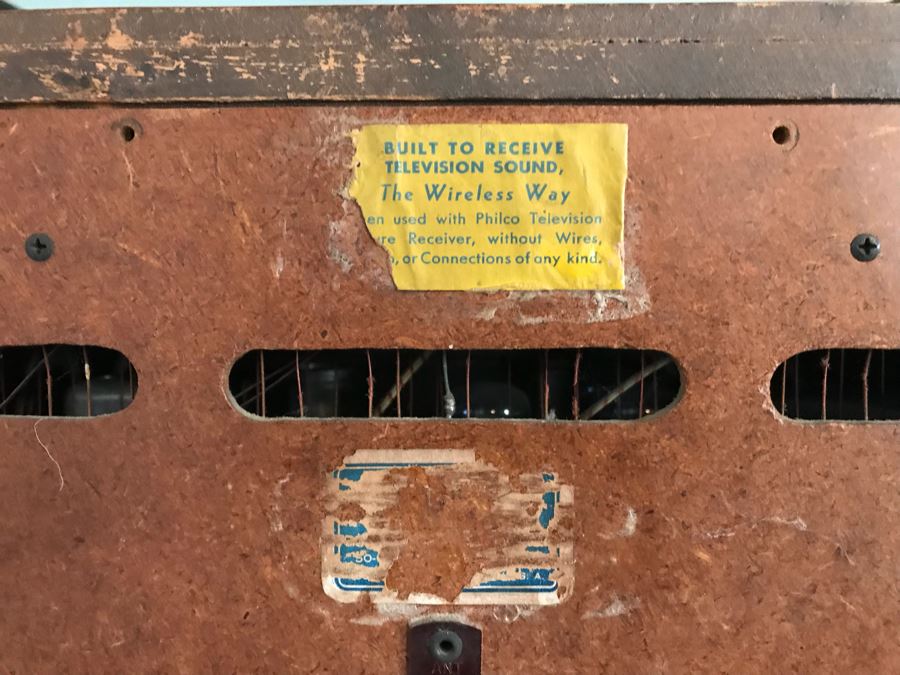 BUILT TO RECEIVE
TELEVISION SOUND,
The Wireless Way
en used with Philco Television
re Receiver, without Wires,
, or Connections of any kind.
ANT